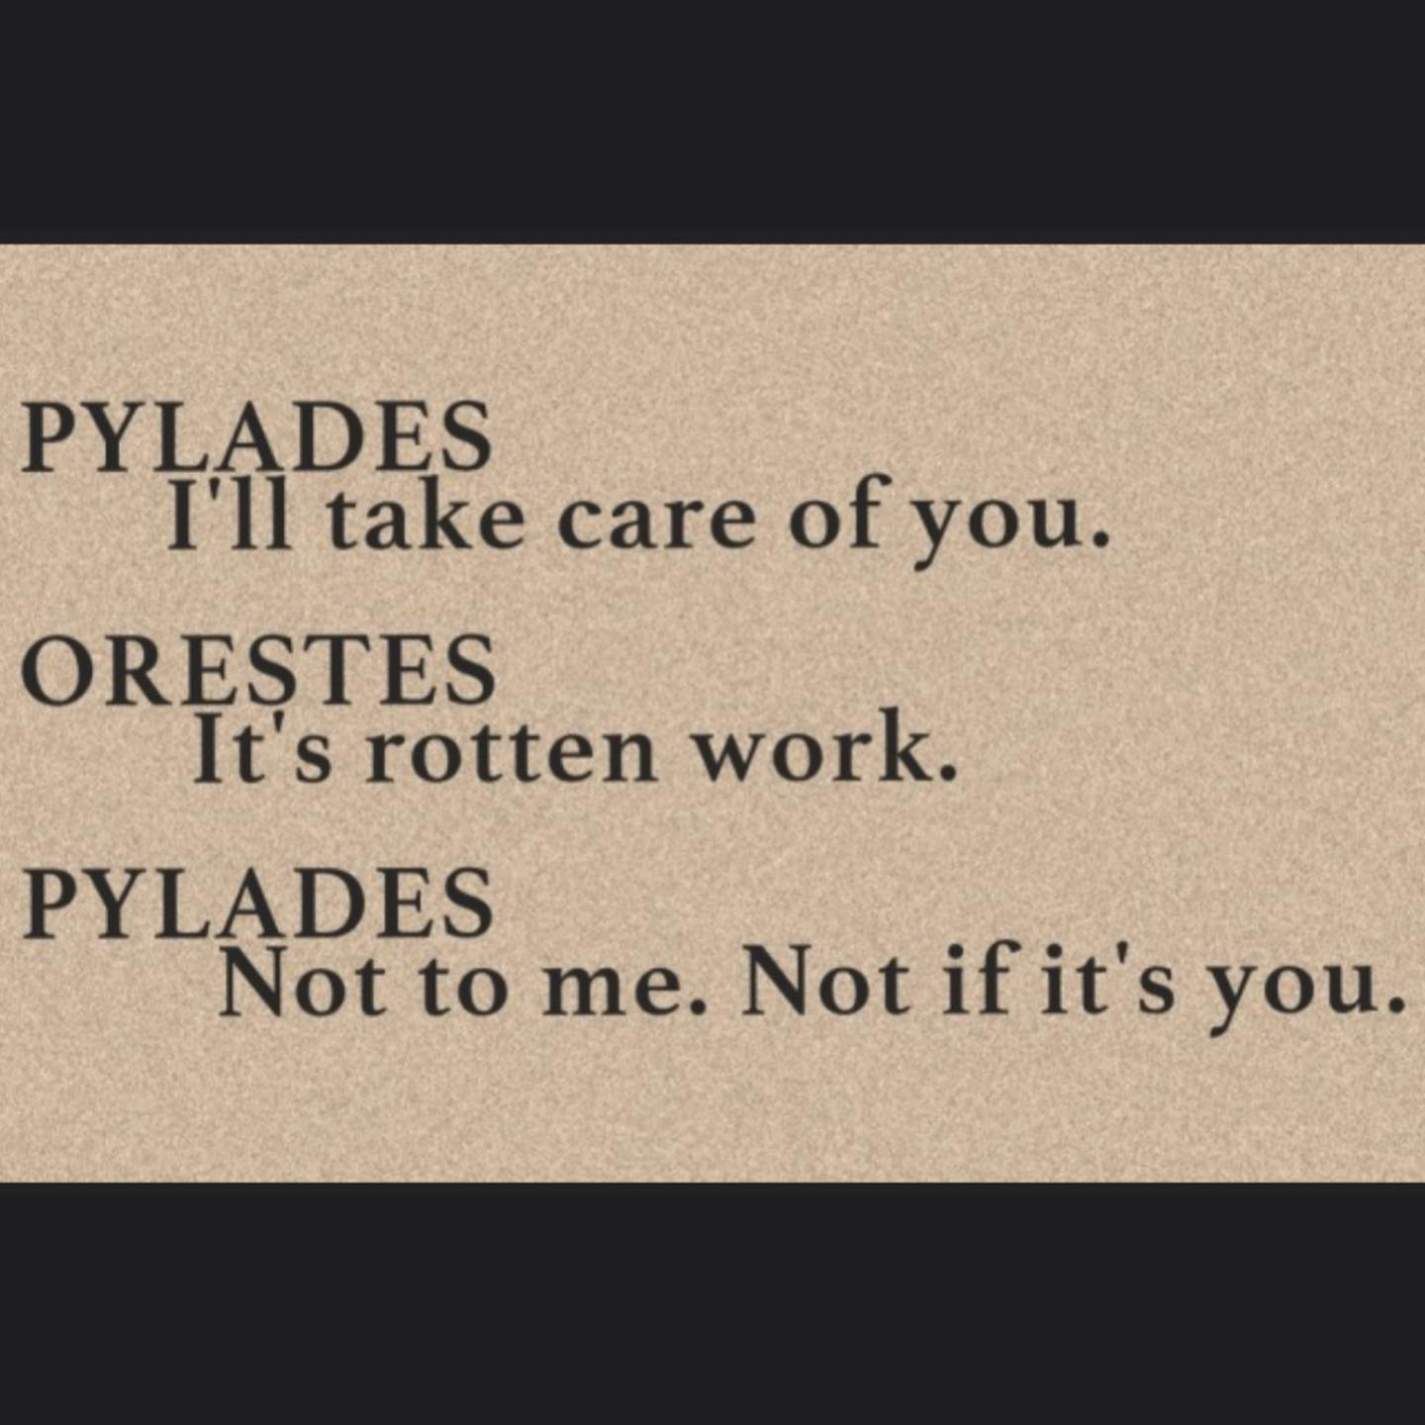 PYLADES
I'll take care of you.
ORESTES
It's rotten work.
PYLADES
Not to me. Not if it's you.